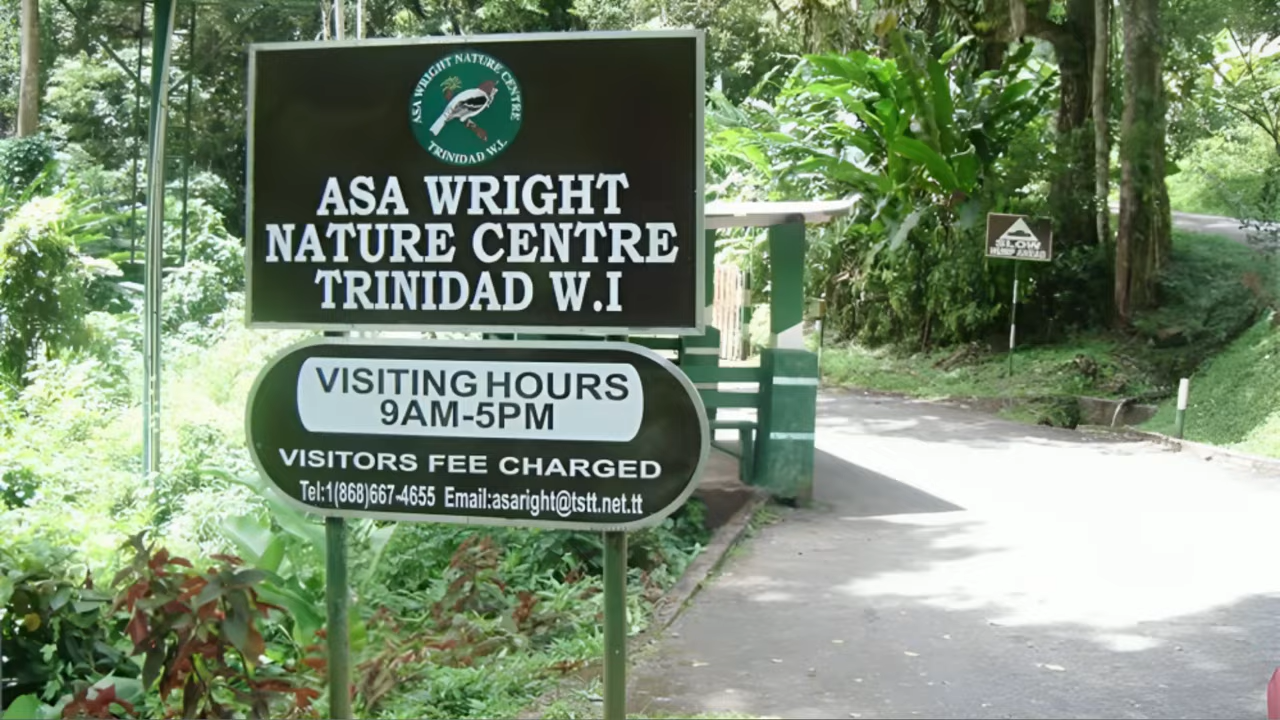 ASA WRIGHT NATURE CENTRE
TRINIDAD W.I.
ASA WRIGHT
NATURE CENTRE
TRINIDAD W.I
VISITING HOURS
9AM-5PM
VISITORS FEE CHARGED
Tel:1(868)667-4655 Email:asaright@tstt.net.tt
SLOW
BUMP AHEAD